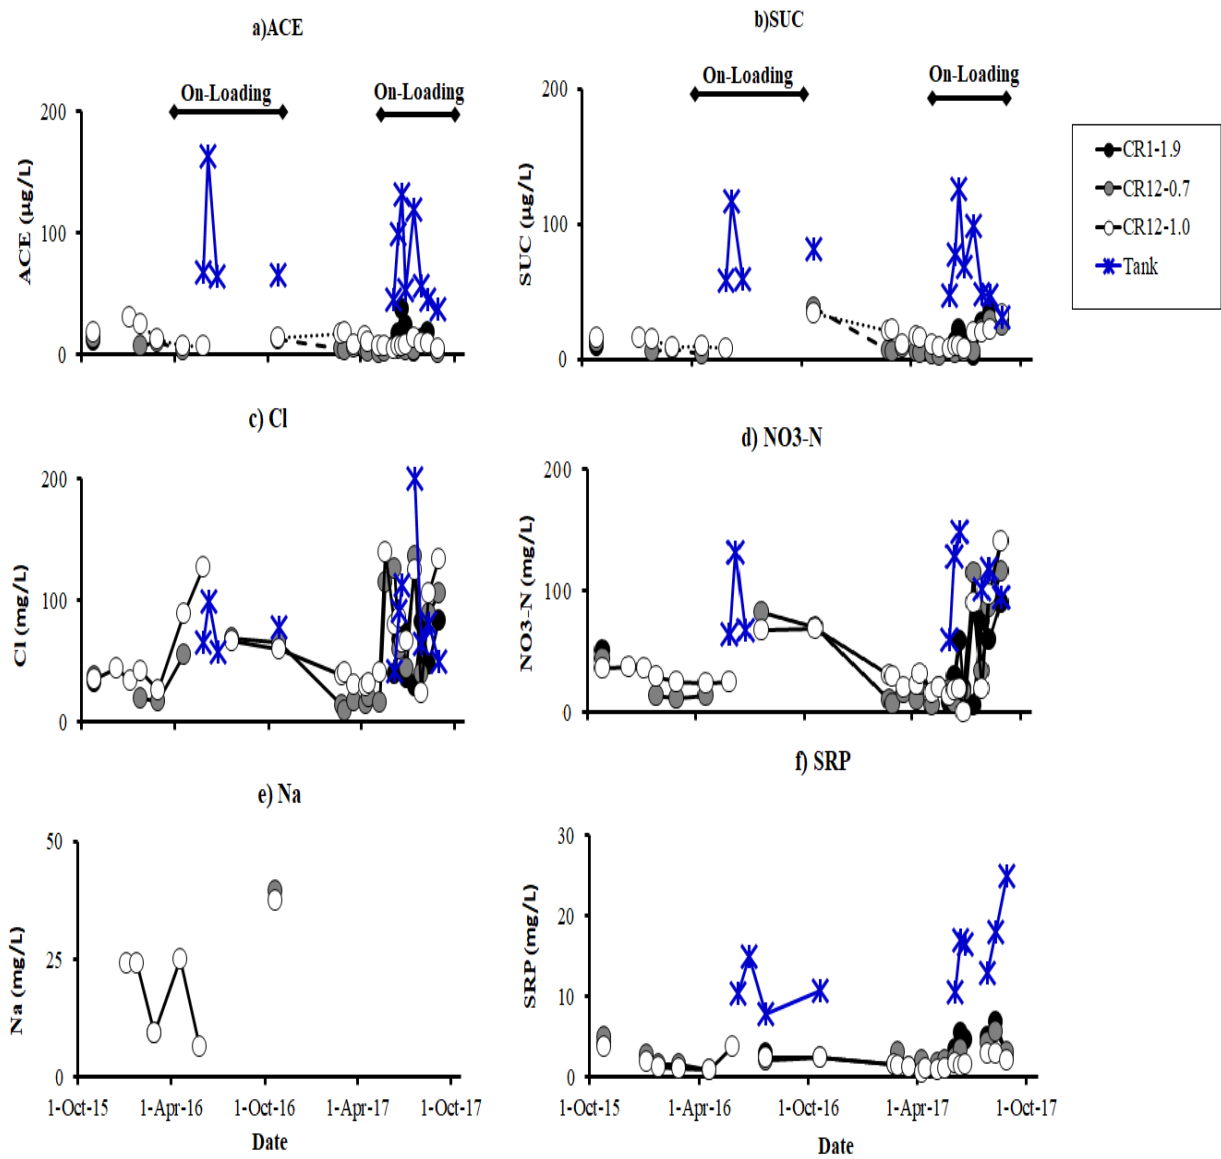 a)ACE
b)SUC
On-Loading
On-Loading
On-Loading
On-Loading
200
100
0
ACE (µg/L)
200
100
0
SUC (µg/L)
CR1-1.9
CR12-0.7
CR12-1.0
Tank
c) Cl
d) NO3-N
200
100
0
Cl (mg/L)
200
100
0
NO3-N (mg/L)
e) Na
f) SRP
50
25
0
Na (mg/L)
30
20
10
0
SRP (mg/L)
1-Oct-15
1-Apr-16
1-Oct-16
1-Apr-17
1-Oct-17
Date
1-Oct-15
1-Apr-16
1-Oct-16
1-Apr-17
1-Oct-17
Date